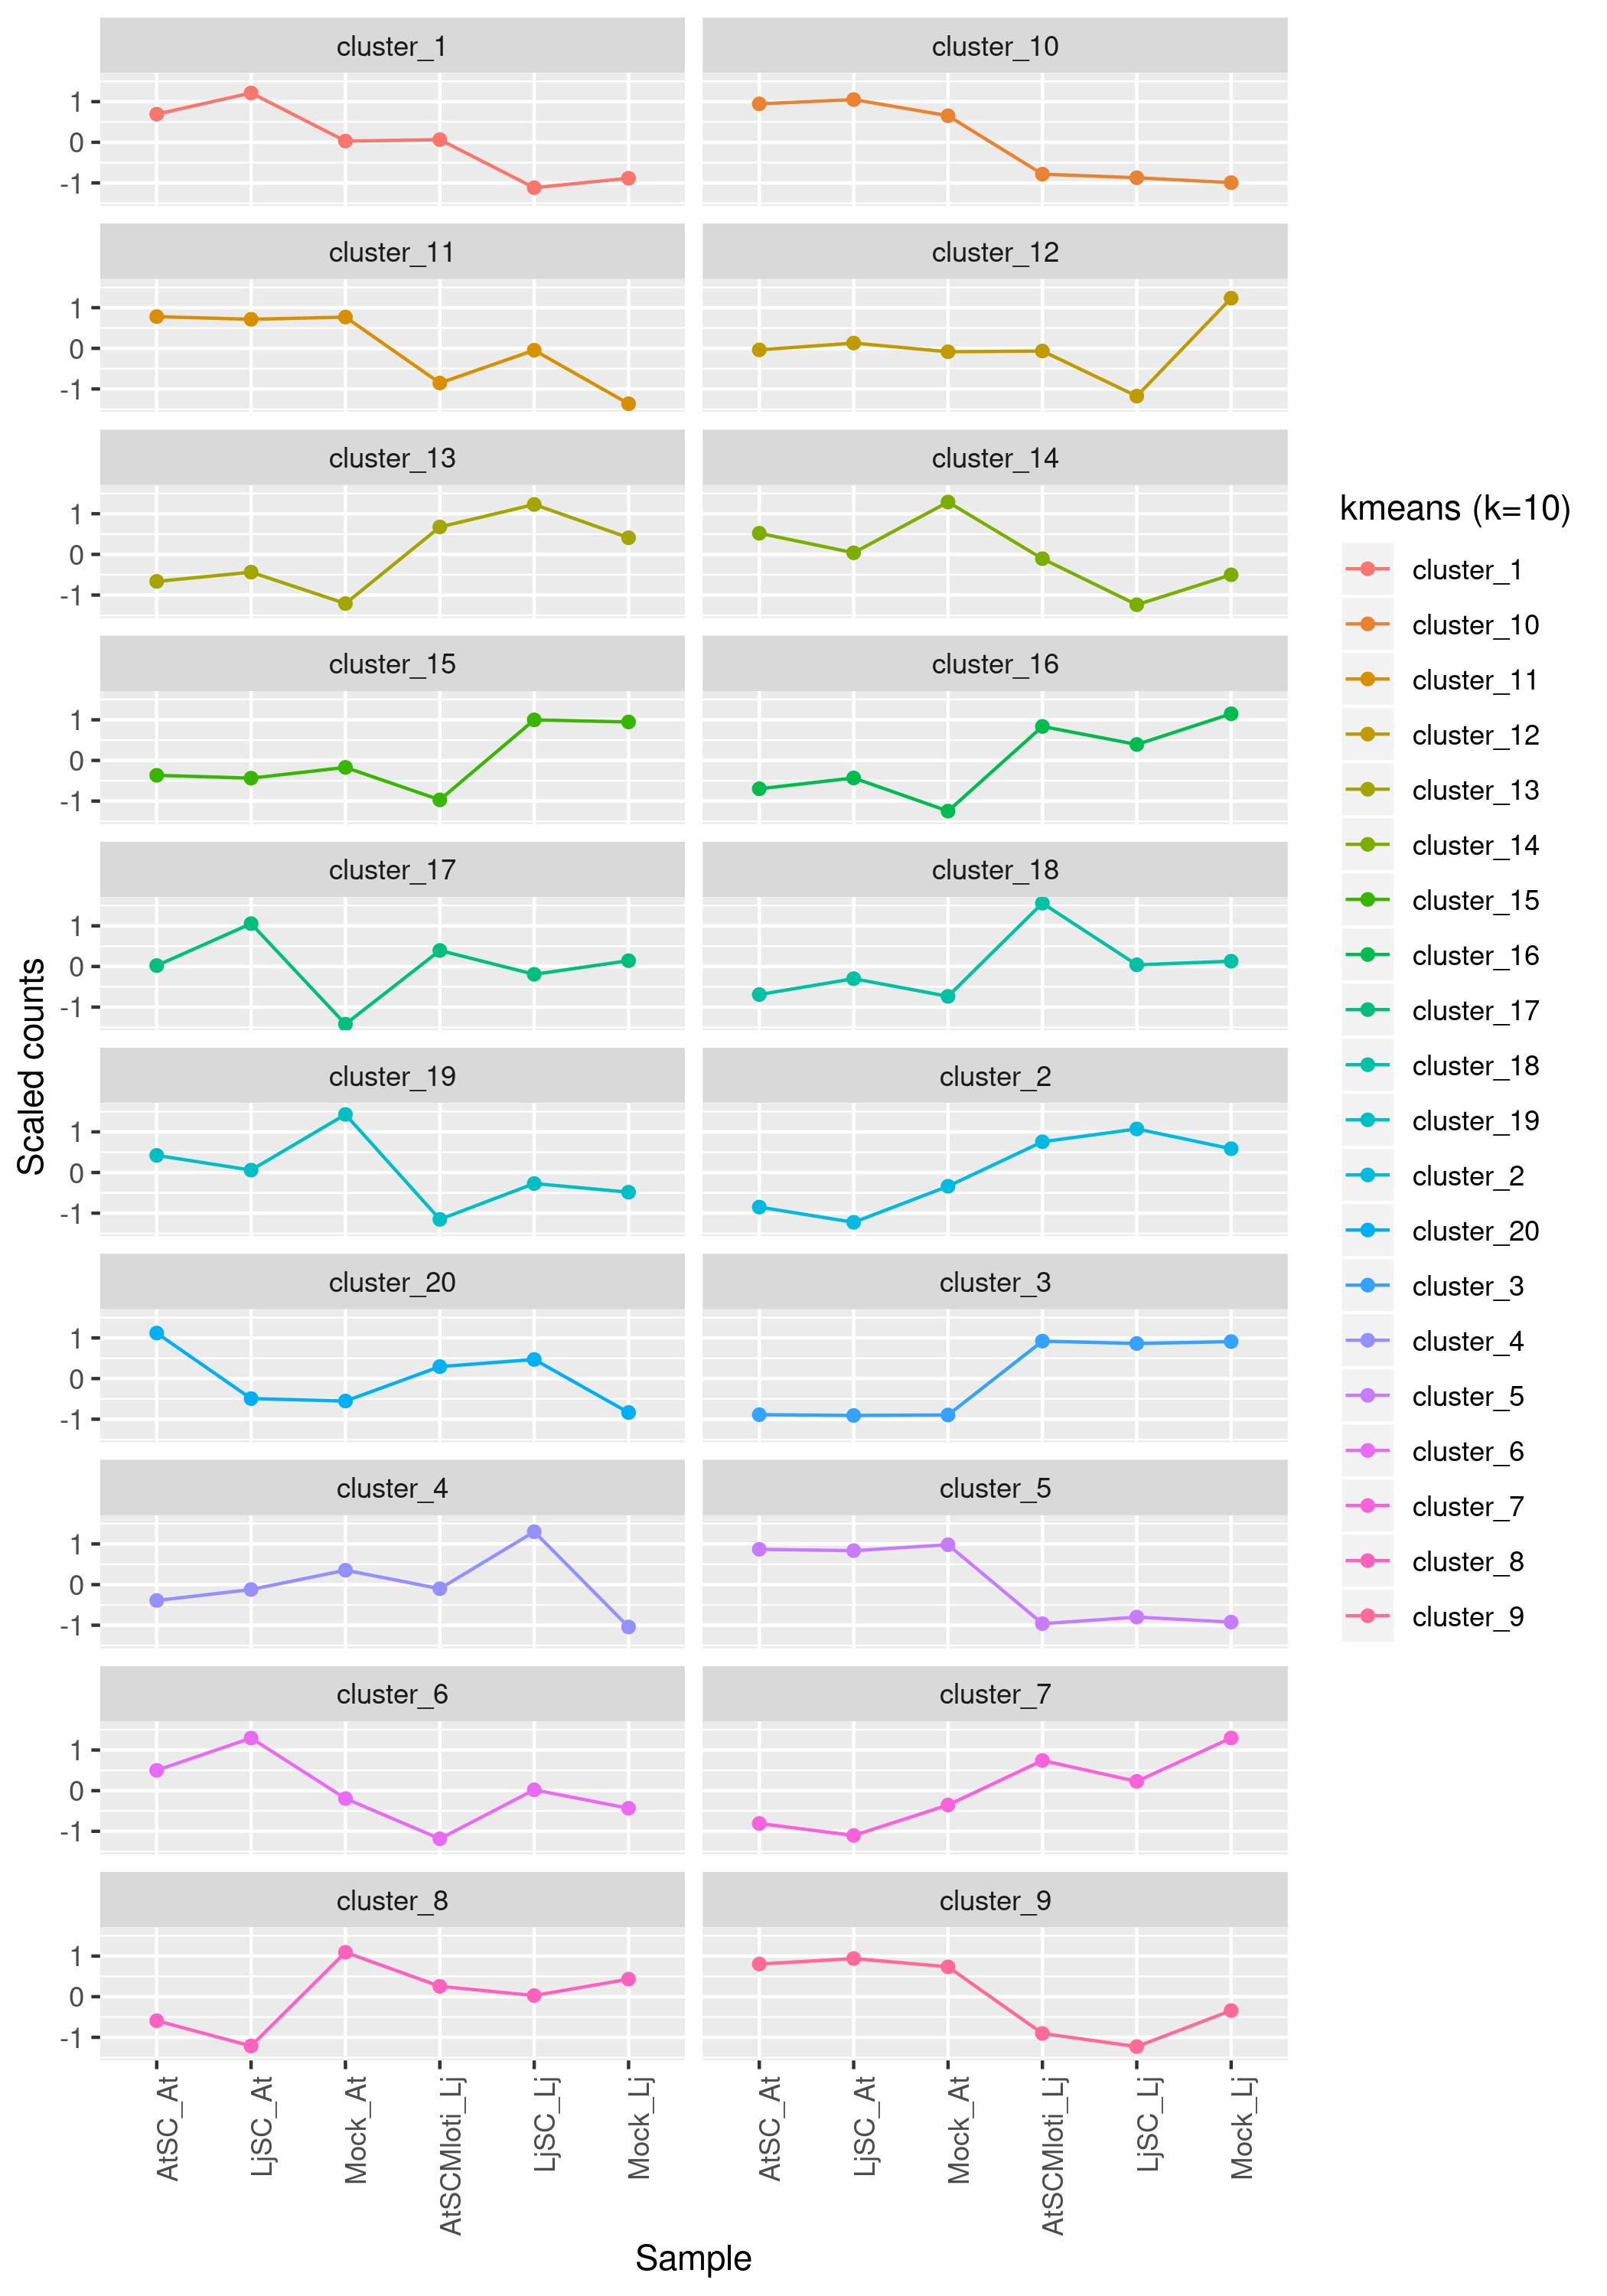 cluster_1
cluster_10
1
0
-1
cluster_11
cluster_12
1
0
-1
cluster_13
cluster_14
1
0
-1
cluster_15
cluster_16
1
0
-1
cluster_17
cluster_18
1
0
-1
cluster_19
cluster_2
1
0
-1
cluster_20
cluster_3
1
0
-1
cluster_4
cluster_5
1
0
-1
cluster_6
cluster_7
1
0
-1
cluster_8
cluster_9
1
0
-1
Scaled counts
AtSC_At
LjSC_At
Mock_At
AtSCMloti_Lj
LjSC_Lj
Mock_Lj
AtSC_At
LjSC_At
Mock_At
AtSCMloti_Lj
LjSC_Lj
Mock_Lj
Sample
kmeans (k=10)
cluster_1
cluster_10
cluster_11
cluster_12
cluster_13
cluster_14
cluster_15
cluster_16
cluster_17
cluster_18
cluster_19
cluster_2
cluster_20
cluster_3
cluster_4
cluster_5
cluster_6
cluster_7
cluster_8
cluster_9